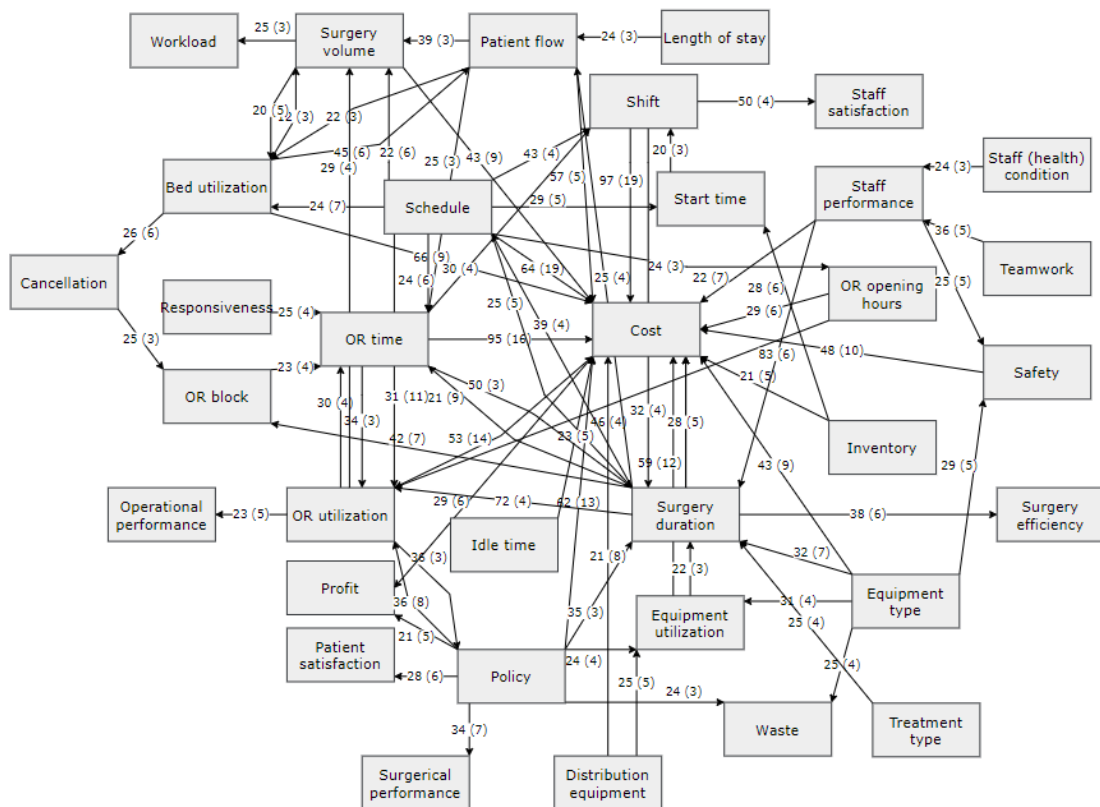 25 (3)
Workload
Surgery
volume
39 (3)
Patient flow
24 (3)
Length of stay
20 (5)
22 (3)
45 (6)
22 (6)
29 (4)
25 (3)
43 (9)
43 (4)
57 (5)
Shift
50 (4)
Staff
satisfaction
97 (19)
20 (3)
Bed utilization
24 (7)
Schedule
29 (5)
Start time
Staff
performance
24 (3)
Staff (health)
condition
36 (5)
Teamwork
26 (6)
66 (9)
24 (6)
30 (4)
64 (19)
25 (4)
24 (3)
22 (7)
28 (6)
OR opening
hours
25 (5)
Cancellation
Responsiveness
25 (4)
25 (5)
39 (4)
29 (6)
OR time
95 (16)
Cost
83 (6)
48 (10)
Safety
25 (3)
23 (4)
OR block
50 (3)
21 (9)
31 (11)
30 (4)
34 (3)
21 (5)
46 (4)
32 (4)
28 (5)
42 (7)
53 (14)
23 (5)
59 (12)
Inventory
43 (9)
29 (5)
Operational
performance
23 (5)
OR utilization
29 (6)
72 (4)
62 (13)
Surgery
duration
38 (6)
Surgery
efficiency
Idle time
36 (3)
21 (8)
22 (3)
32 (7)
Profit
36 (8)
35 (3)
Equipment
utilization
31 (4)
Equipment
type
25 (4)
21 (5)
Patient
satisfaction
28 (6)
Policy
24 (4)
25 (5)
24 (3)
25 (4)
34 (7)
Waste
Treatment
type
Surgerical
performance
Distribution
equipment